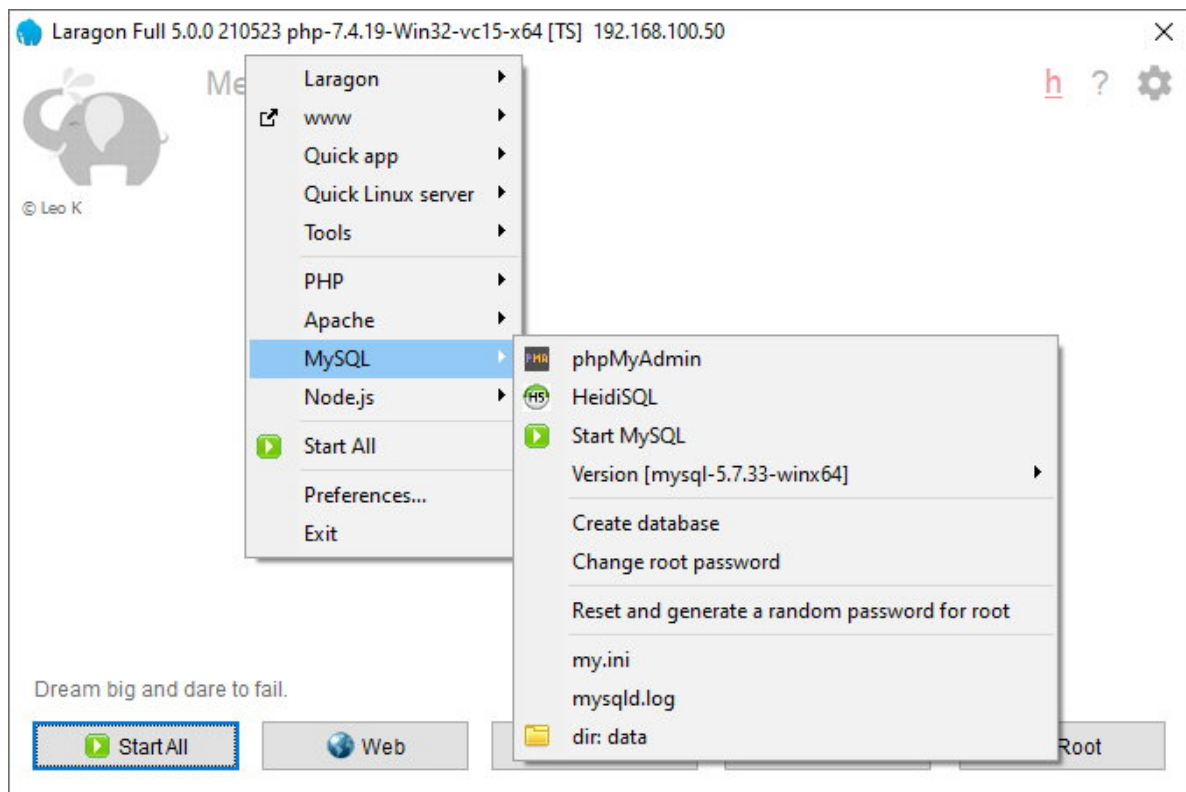 Laragon Full 5.0.0 210523 php-7.4.19-Win32-vc15-x64 [TS] 192.168.100.50
Me
h ?
© Leo K
Laragon
www
Quick app
Quick Linux server
Tools
PHP
Apache
MySQL
Node.js
Start All
Preferences...
Exit
PMA phpMyAdmin
HS HeidiSQL
Start MySQL
Version [mysql-5.7.33-winx64]
Create database
Change root password
Reset and generate a random password for root
my.ini
mysqld.log
dir: data
Dream big and dare to fail.
Start All
Web
Root